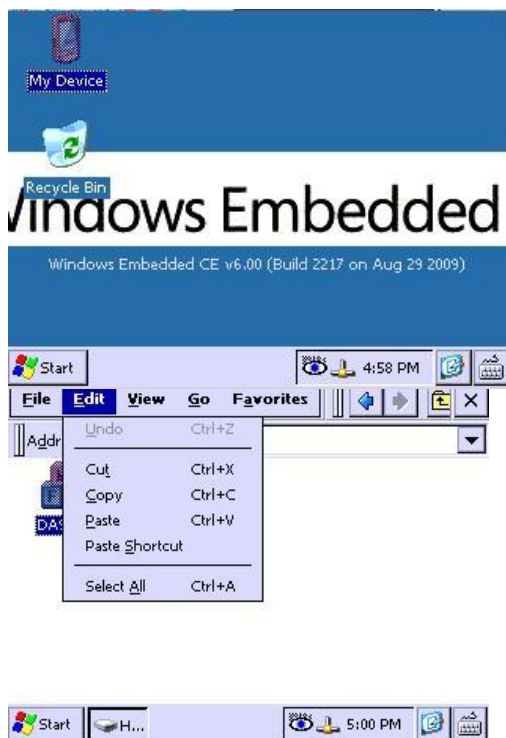 My Device
Recycle Bin
Windows Embedded
Windows Embedded CE v6.00 (Build 2217 on Aug 29 2009)
Start 4:58 PM
File Edit View Go Favorites
Addr
Undo Ctrl+Z
Cut Ctrl+X
Copy Ctrl+C
DAS
Paste Ctrl+V
Paste Shortcut
Select All Ctrl+A
Start H... 5:00 PM